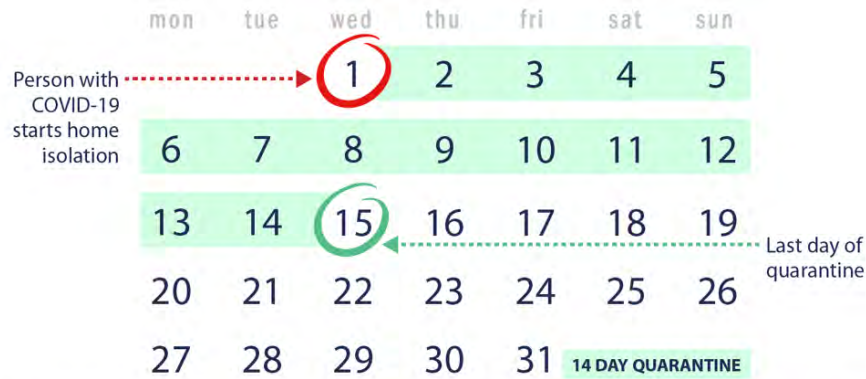 mon tue wed thu fri sat sun
1 2 3 4 5
Person with
COVID-19
starts home
isolation
6 7 8 9 10 11 12
13 14 15 16 17 18 19
Last day of
quarantine
20 21 22 23 24 25 26
27 28 29 30 31
14 DAY QUARANTINE